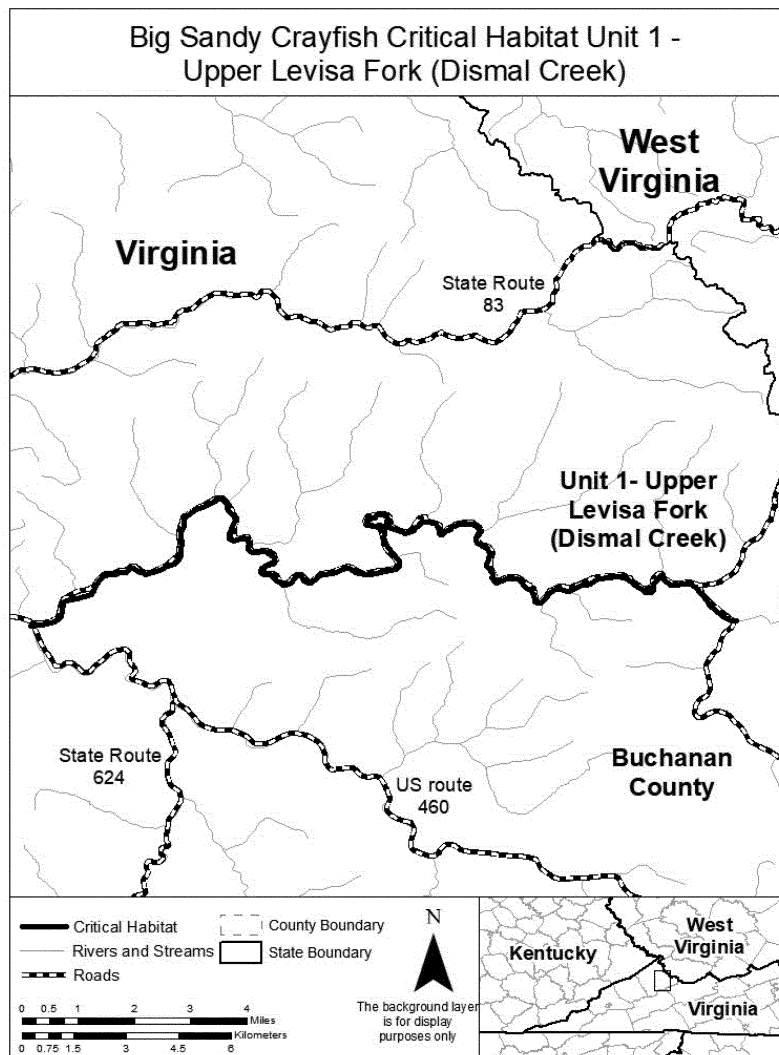 Big Sandy Crayfish Critical Habitat Unit 1 -
Upper Levisa Fork (Dismal Creek)
West
Virginia
Virginia
State Route
83
Unit 1- Upper
Levisa Fork
(Dismal Creek)
State Route
624
US route
460
Buchanan
County
Critical Habitat
Rivers and Streams
Roads
County Boundary
State Boundary
0 0.5 1 2 3 4
Miles
Kilometers
0 0.75 1.5 3 4.5 6
N
The background layer
is for display
purposes only
Kentucky
West
Virginia
Virginia